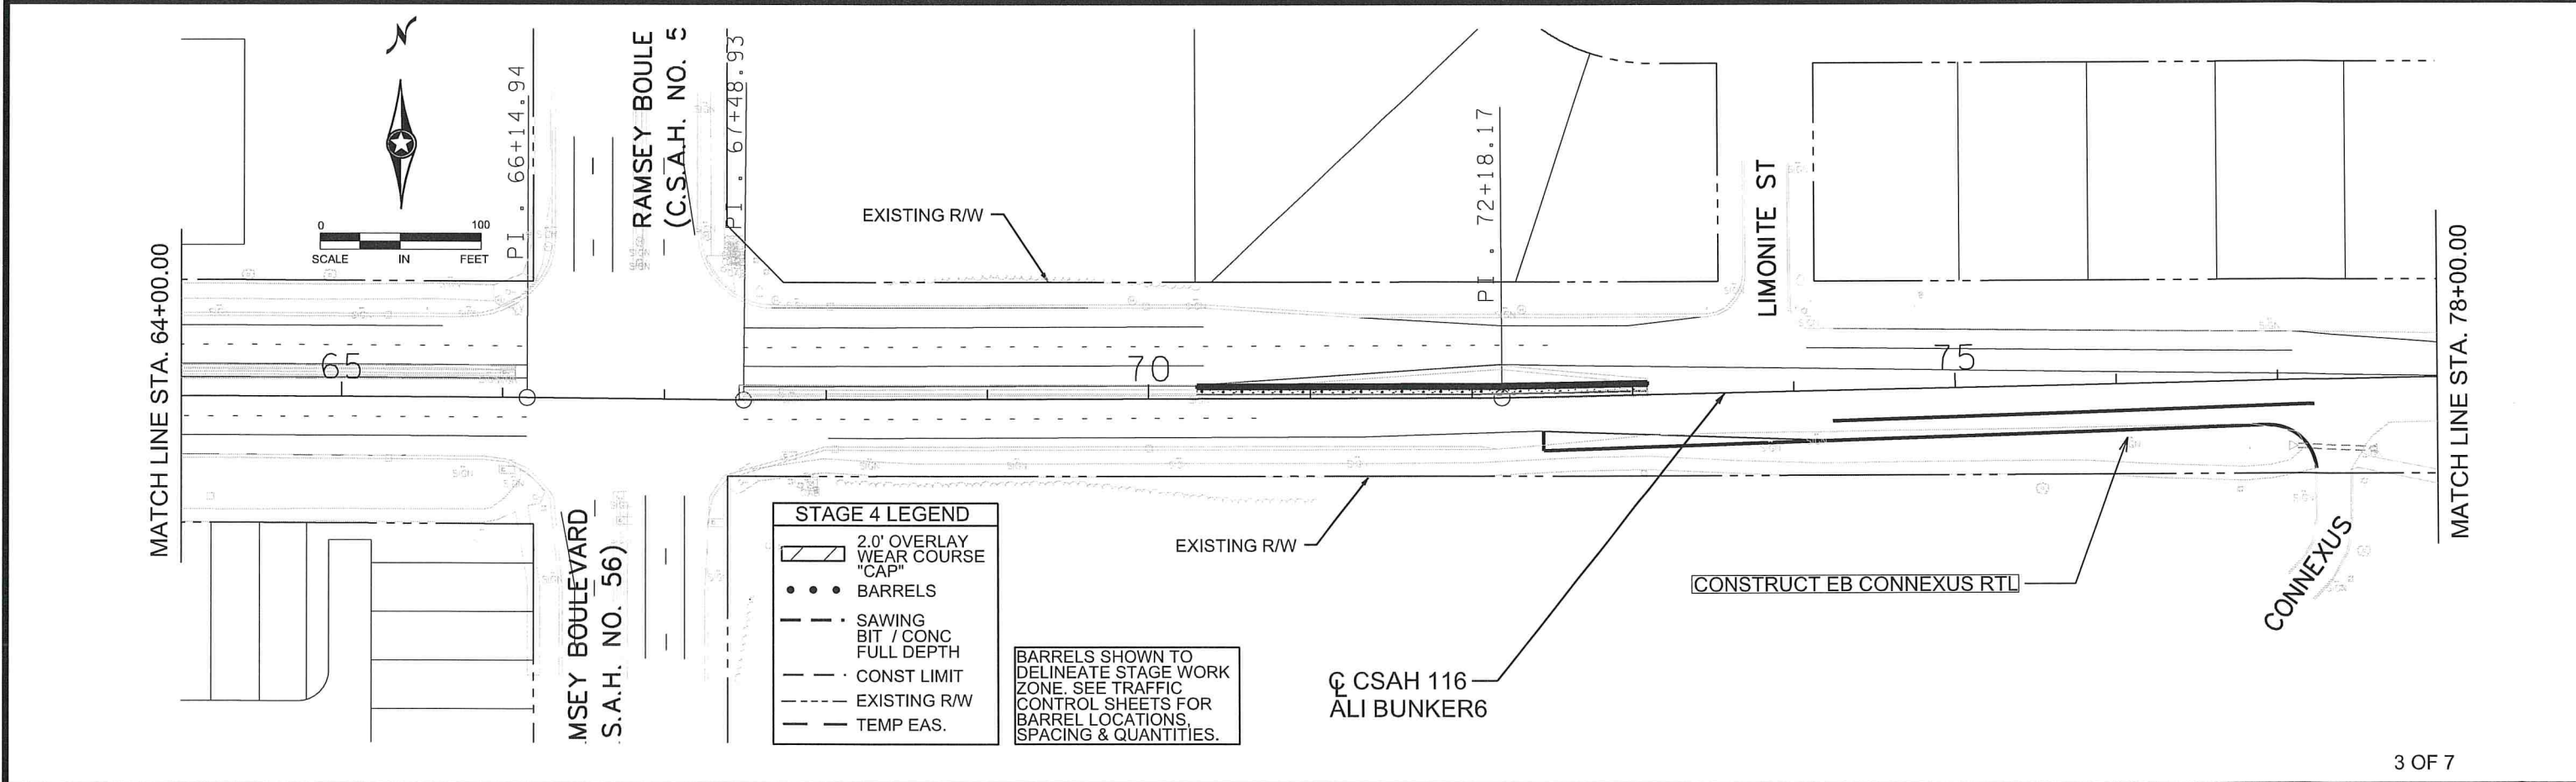 N
0 100
SCALE IN FEET
MATCH LINE STA. 64+00.00
PI . 66+14.94
RAMSEY BOULE
(C.S.A.H. NO. 5
PI . 67+48.93
EXISTING R/W
PI . 72+18.17
LIMONITE ST
MATCH LINE STA. 78+00.00
65
70
75
MSEY BOULEVARD
S.A.H. NO. 56)
STAGE 4 LEGEND
2.0' OVERLAY
WEAR COURSE
"CAP"
BARRELS
SAWING
BIT / CONC
FULL DEPTH
CONST LIMIT
EXISTING R/W
TEMP EAS.
BARRELS SHOWN TO
DELINEATE STAGE WORK
ZONE. SEE TRAFFIC
CONTROL SHEETS FOR
BARREL LOCATIONS,
SPACING & QUANTITIES.
EXISTING R/W
℄ CSAH 116
ALI BUNKER6
CONSTRUCT EB CONNEXUS RTL
CONNEXUS
3 OF 7